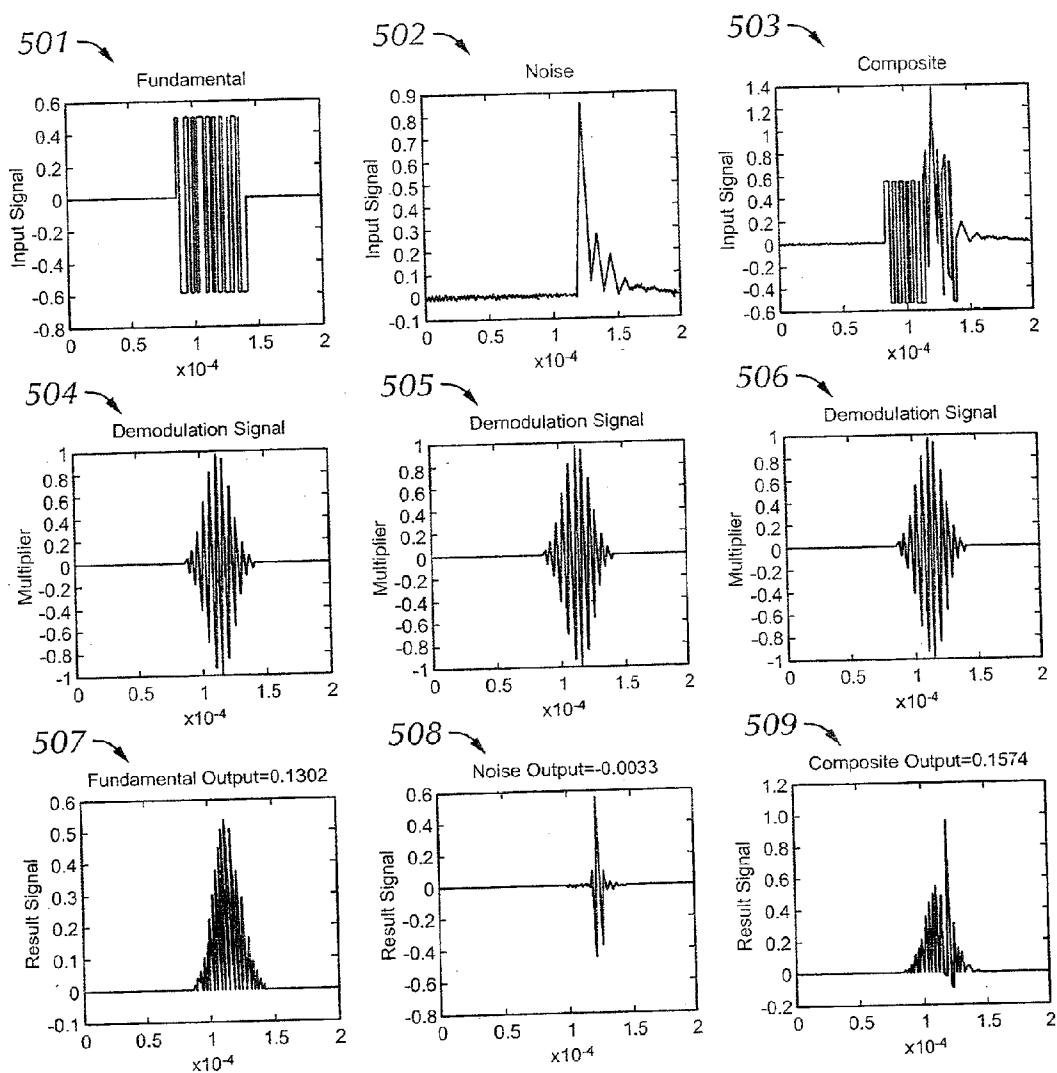 501
Fundamental
Input Signal
0.6
0.4
0.2
0
-0.2
-0.4
-0.6
-0.8
0 0.5 1 1.5 2
x10-4
502
Noise
Input Signal
0.9
0.8
0.7
0.6
0.5
0.4
0.3
0.2
0.1
0
-0.1
0 0.5 1 1.5 2
x10-4
503
Composite
Input Signal
1.4
1.2
1
0.8
0.6
0.4
0.2
0
-0.2
-0.4
-0.6
0 0.5 1 1.5 2
x10-4
504
Demodulation Signal
Multiplier
1
0.8
0.6
0.4
0.2
0
-0.2
-0.4
-0.6
-0.8
-1
0 0.5 1 1.5 2
x10-4
505
Demodulation Signal
Multiplier
1
0.8
0.6
0.4
0.2
0
-0.2
-0.4
-0.6
-0.8
-1
0 0.5 1 1.5 2
x10-4
506
Demodulation Signal
Multiplier
1
0.8
0.6
0.4
0.2
0
-0.2
-0.4
-0.6
-0.8
-1
0 0.5 1 1.5 2
x10-4
507
Fundamental Output=0.1302
Result Signal
0.6
0.5
0.4
0.3
0.2
0.1
0
-0.1
0 0.5 1 1.5 2
x10-4
508
Noise Output=-0.0033
Result Signal
0.6
0.4
0.2
0
-0.2
-0.4
-0.6
-0.8
0 0.5 1 1.5 2
x10-4
509
Composite Output=0.1574
Result Signal
1.2
1.0
0.8
0.6
0.4
0.2
0
-0.2
0 0.5 1 1.5 2
x10-4